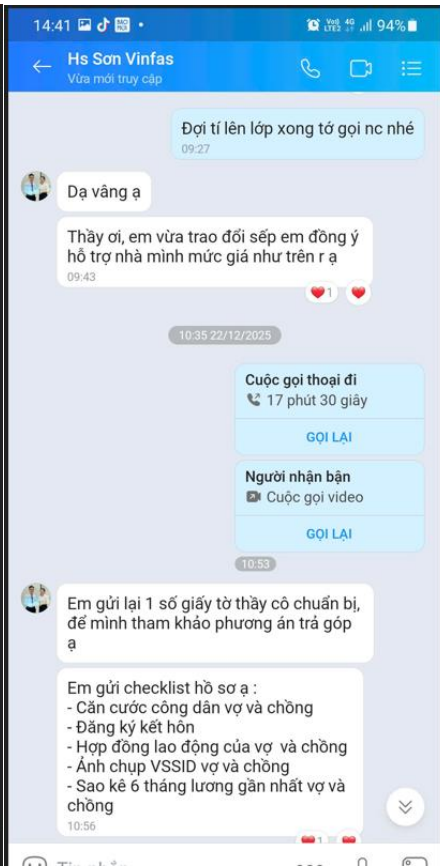 14:41
94%
Hs Sơn Vinfas
Vừa mới truy cập
Đợi tí lên lớp xong tớ gọi nc nhé
09:27
Dạ vâng ạ
Thầy ơi, em vừa trao đổi sếp em đồng ý
hỗ trợ nhà mình mức giá như trên r ạ
09:43
1
10:35 22/12/2025
Cuộc gọi thoại đi
17 phút 30 giây
GỌI LẠI
Người nhận bận
Cuộc gọi video
GỌI LẠI
10:53
Em gửi lại 1 số giấy tờ thầy cô chuẩn bị,
để mình tham khảo phương án trả góp
ạ
Em gửi checklist hồ sơ ạ :
- Căn cước công dân vợ và chồng
- Đăng ký kết hôn
- Hợp đồng lao động của vợ và chồng
- Ảnh chụp VSSID vợ và chồng
- Sao kê 6 tháng lương gần nhất vợ và
chồng
10:56
1
Tin nhắn